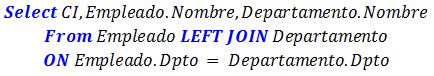 Select CI,Empleado.Nombre,Departamento.Nombre
From Empleado LEFT JOIN Departamento
ON Empleado.Dpto = Departamento.Dpto